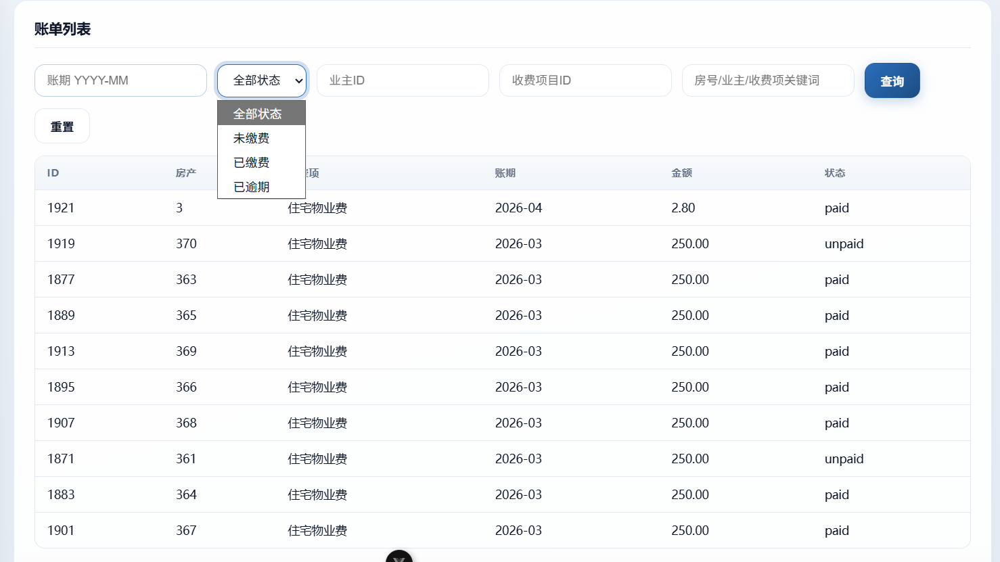 账单列表
账期 YYYY-MM 全部状态 业主ID 收费项目ID 房号/业主/收费项关键词 查询
全部状态
重置
未缴费
已缴费
已逾期
ID 房产 项 账期 金额 状态
1921 3 住宅物业费 2026-04 2.80 paid
1919 370 住宅物业费 2026-03 250.00 unpaid
1877 363 住宅物业费 2026-03 250.00 paid
1889 365 住宅物业费 2026-03 250.00 paid
1913 369 住宅物业费 2026-03 250.00 paid
1895 366 住宅物业费 2026-03 250.00 paid
1907 368 住宅物业费 2026-03 250.00 paid
1871 361 住宅物业费 2026-03 250.00 unpaid
1883 364 住宅物业费 2026-03 250.00 paid
1901 367 住宅物业费 2026-03 250.00 paid